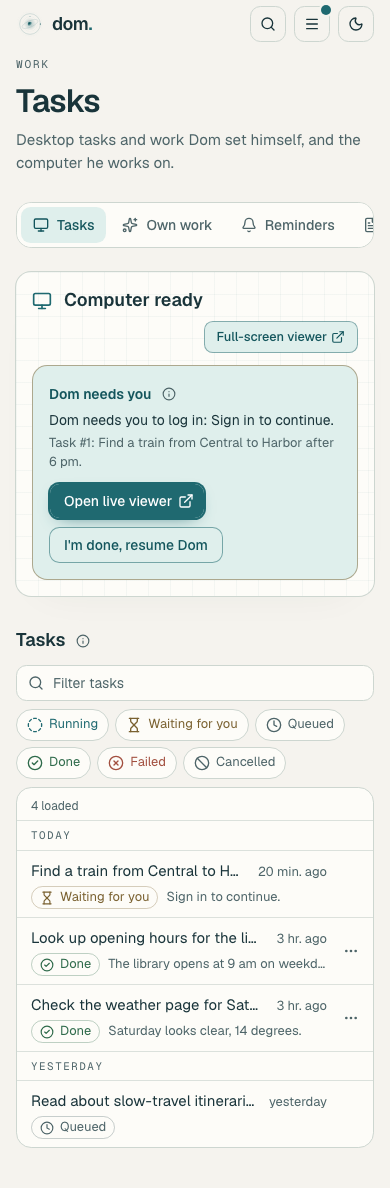 dom.
WORK
Tasks
Desktop tasks and work Dom set himself, and the
computer he works on.
Tasks
Own work
Reminders
Computer ready
Full-screen viewer
Dom needs you
Dom needs you to log in: Sign in to continue.
Task #1: Find a train from Central to Harbor after
6 pm.
Open live viewer
I'm done, resume Dom
Tasks
Filter tasks
Running
Waiting for you
Queued
Done
Failed
Cancelled
4 loaded
TODAY
Find a train from Central to H... 20 min. ago
Waiting for you Sign in to continue.
Look up opening hours for the li... 3 hr. ago
Done The library opens at 9 am on weekd...
Check the weather page for Sat... 3 hr. ago
Done Saturday looks clear, 14 degrees.
YESTERDAY
Read about slow-travel itinerari... yesterday
Queued